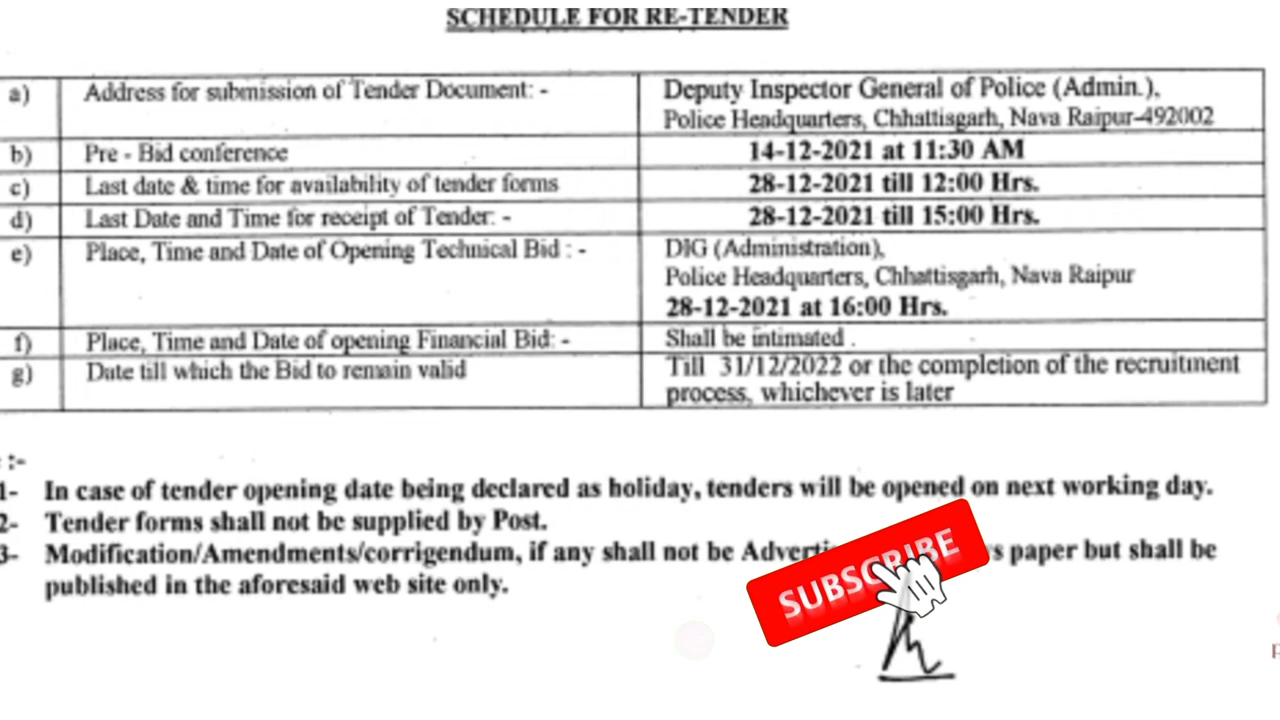 SCHEDULE FOR RE-TENDER
a) Address for submission of Tender Document: - Deputy Inspector General of Police (Admin.),
Police Headquarters, Chhattisgarh, Nava Raipur-492002
b) Pre - Bid conference 14-12-2021 at 11:30 AM
c) Last date & time for availability of tender forms 28-12-2021 till 12:00 Hrs.
d) Last Date and Time for receipt of Tender: - 28-12-2021 till 15:00 Hrs.
e) Place, Time and Date of Opening Technical Bid : - DIG (Administration),
Police Headquarters, Chhattisgarh, Nava Raipur
28-12-2021 at 16:00 Hrs.
f) Place, Time and Date of opening Financial Bid: - Shall be intimated .
g) Date till which the Bid to remain valid Till 31/12/2022 or the completion of the recruitment
process, whichever is later
:-
1- In case of tender opening date being declared as holiday, tenders will be opened on next working day.
2- Tender forms shall not be supplied by Post.
3- Modification/Amendments/corrigendum, if any shall not be paper but shall be
published in the aforesaid web site only.
SUBSCRIBE